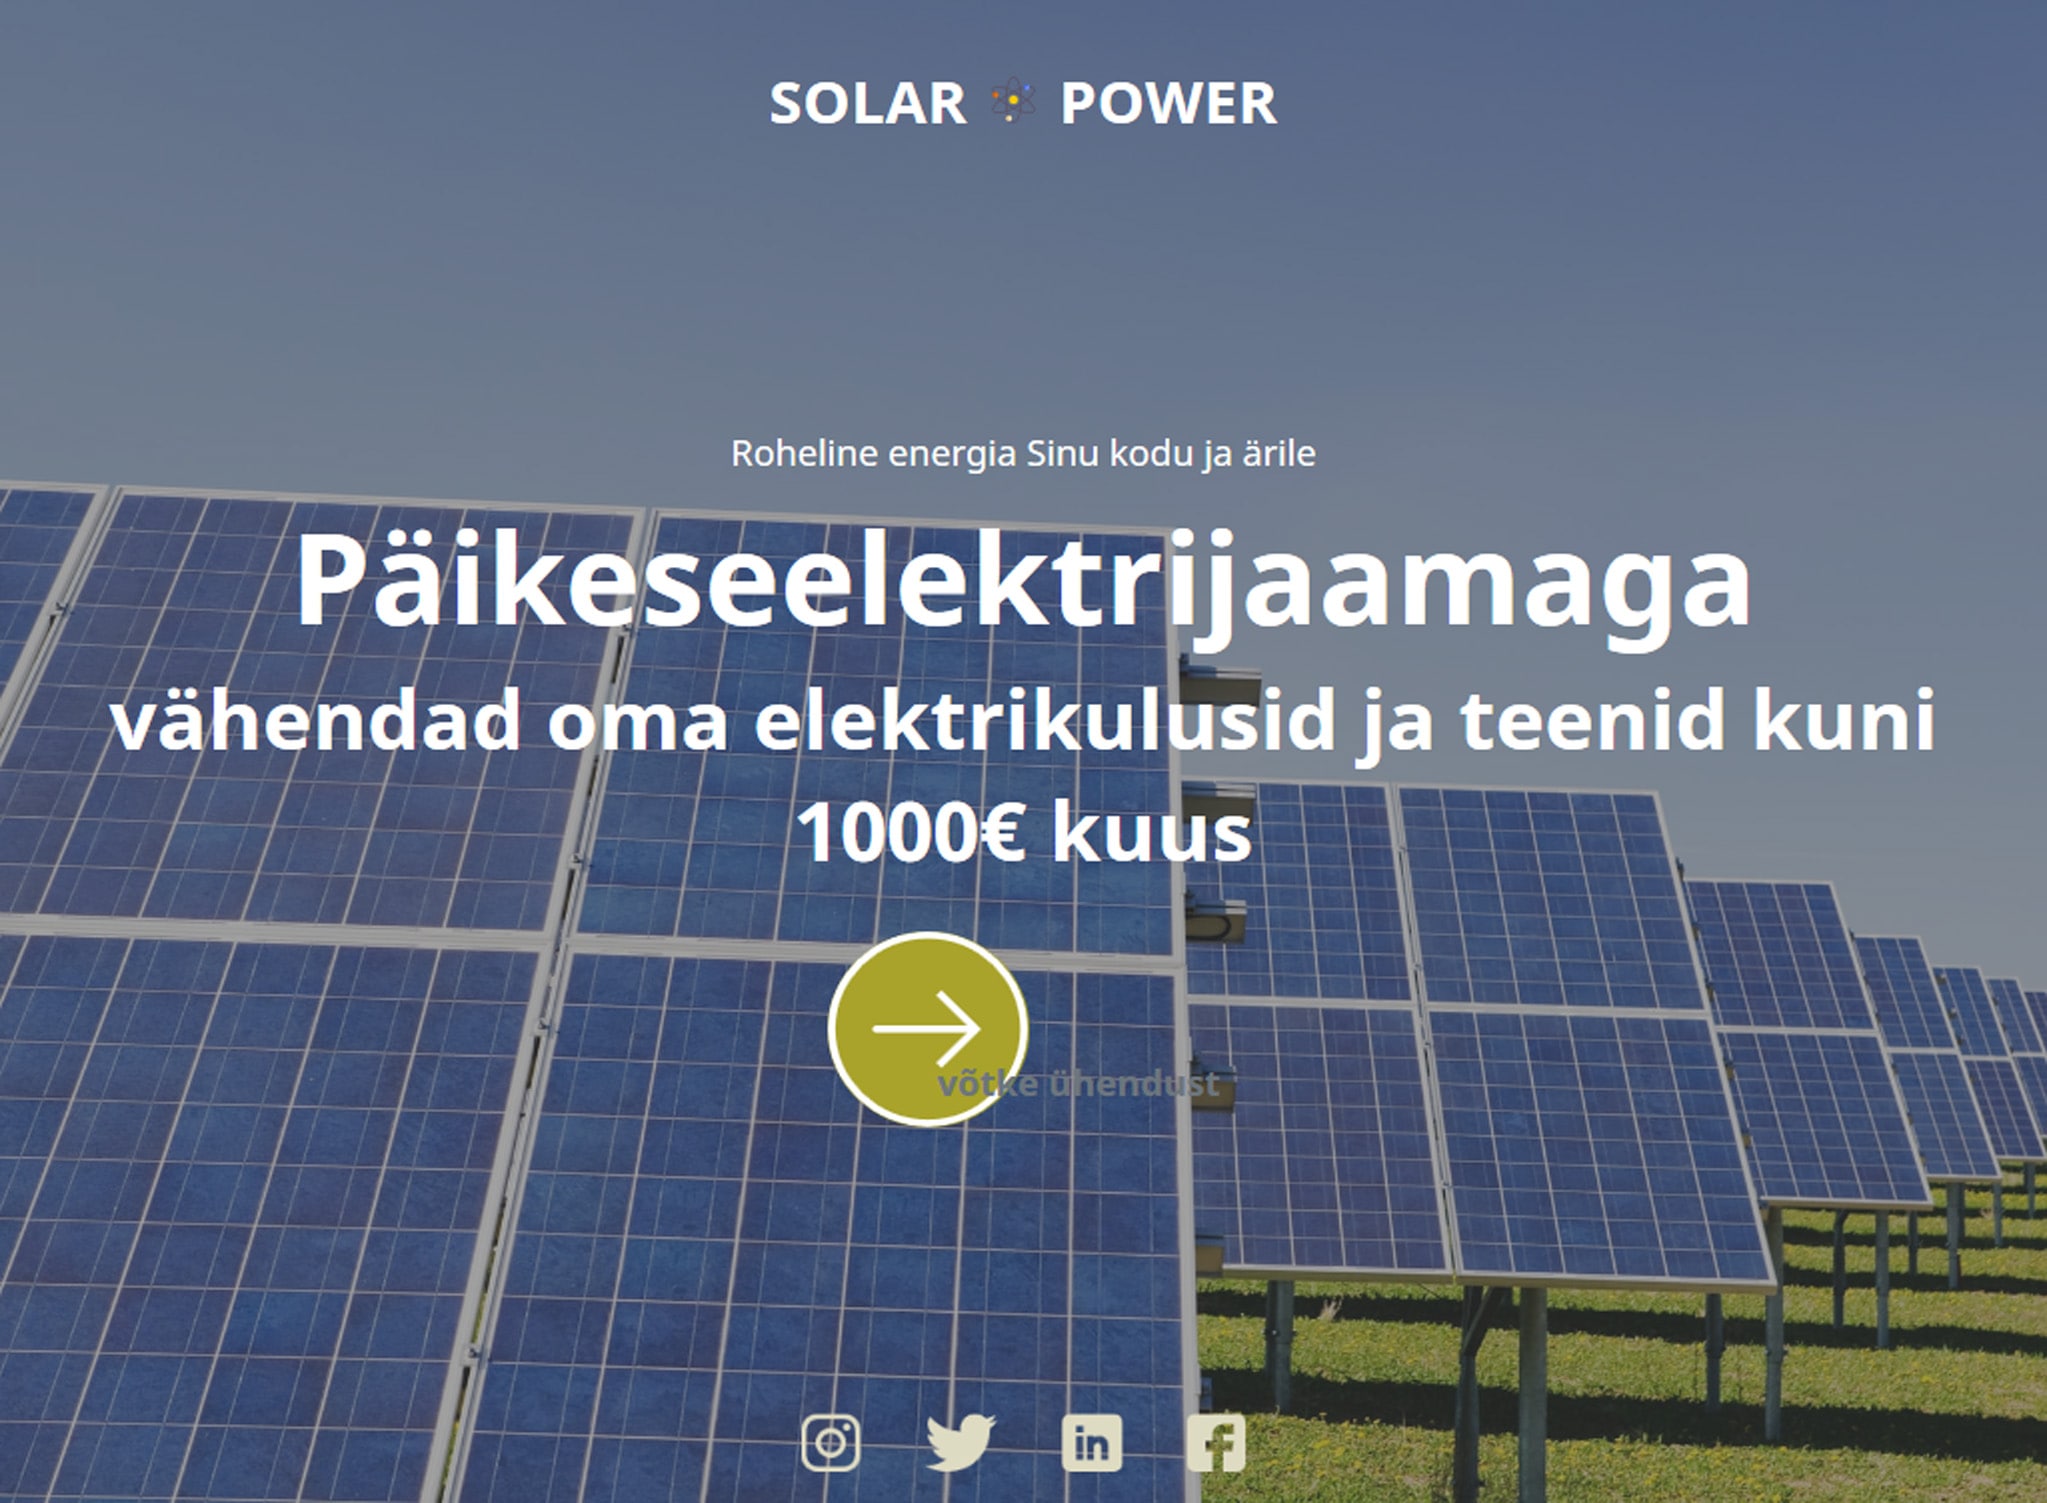 SOLAR POWER
Roheline energia Sinu kodu ja ärile
Päikeseelektrijaamaga
vähendad oma elektrikulusid ja teenid kuni
1000€ kuus
võtke ühendust
in